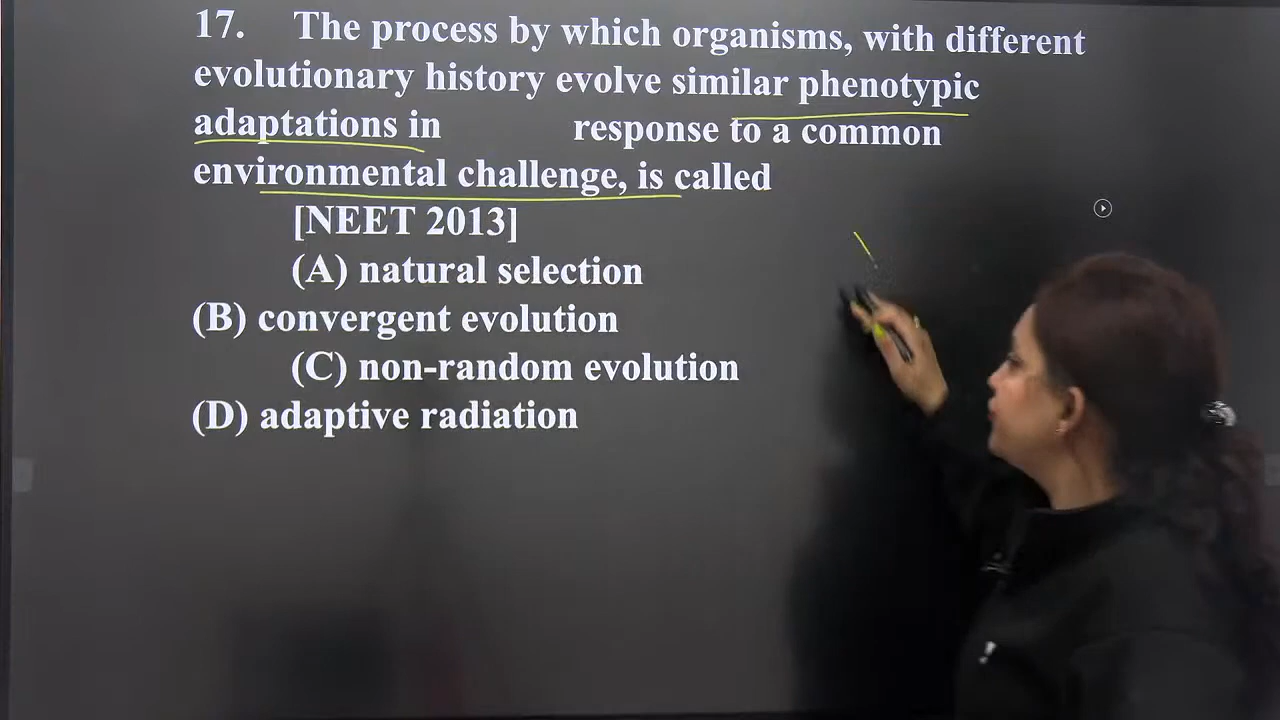 17. The process by which organisms, with different
evolutionary history evolve similar phenotypic
adaptations in response to a common
environmental challenge, is called
[NEET 2013]
(A) natural selection
(B) convergent evolution
(C) non-random evolution
(D) adaptive radiation